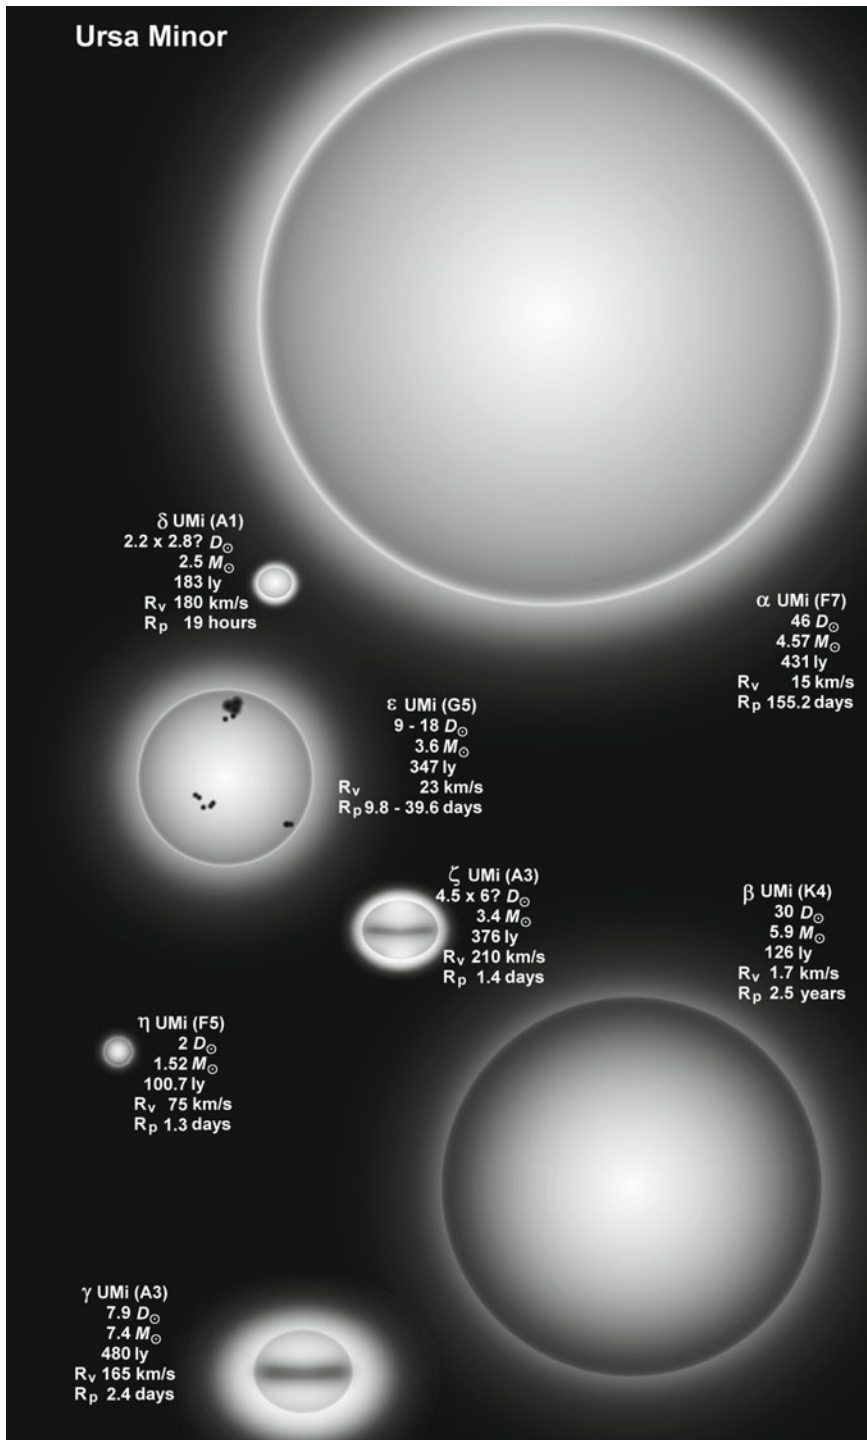 Ursa Minor
δ UMi (A1)
2.2 x 2.8? D☉
2.5 M☉
183 ly
Rv 180 km/s
Rp 19 hours
α UMi (F7)
46 D☉
4.57 M☉
431 ly
Rv 15 km/s
Rp 155.2 days
ε UMi (G5)
9 - 18 D☉
3.6 M☉
347 ly
Rv 23 km/s
Rp 9.8 - 39.6 days
ζ UMi (A3)
4.5 x 6? D☉
3.4 M☉
376 ly
Rv 210 km/s
Rp 1.4 days
β UMi (K4)
30 D☉
5.9 M☉
126 ly
Rv 1.7 km/s
Rp 2.5 years
η UMi (F5)
2 D☉
1.52 M☉
100.7 ly
Rv 75 km/s
Rp 1.3 days
γ UMi (A3)
7.9 D☉
7.4 M☉
480 ly
Rv 165 km/s
Rp 2.4 days